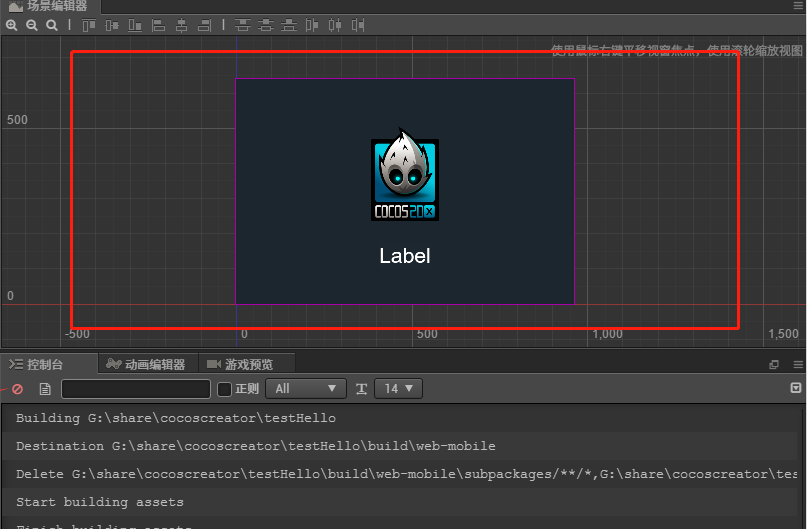 场景编辑器
使用鼠标右键平移视窗焦点，使用滚轮缩放视图
500
COCOS2DX
Label
0
-500 0 500 1,000 1,500
控制台 动画编辑器 游戏预览
正则 All 14
Building G:\share\cocoscreator\testHello
Destination G:\share\cocoscreator\testHello\build\web-mobile
Delete G:\share\cocoscreator\testHello\build\web-mobile\subpackages/**/*,G:\share\cocoscreator\tes
Start building assets
Finish building assets